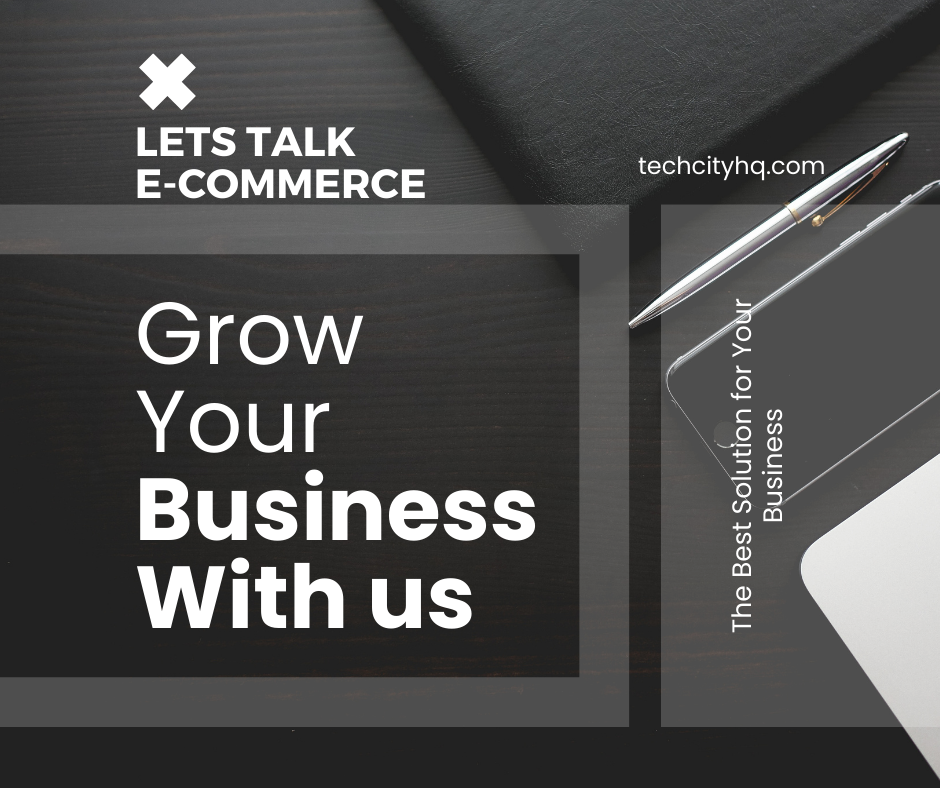 LETS TALK
E-COMMERCE
techcityhq.com
Grow
Your
Business
With us
The Best Solution for Your
Business